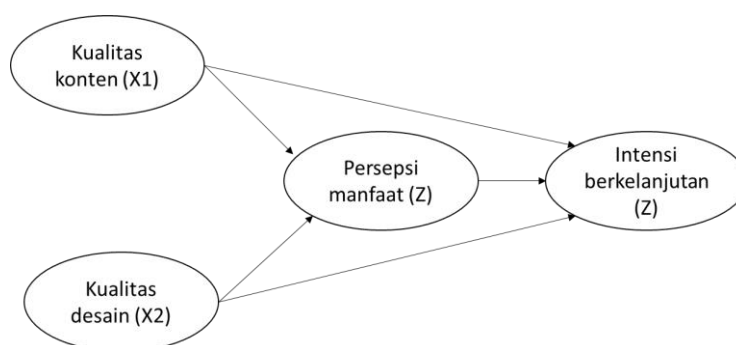 Kualitas
konten (X1)
Persepsi
manfaat (Z)
Intensi
berkelanjutan
(Z)
Kualitas
desain (X2)